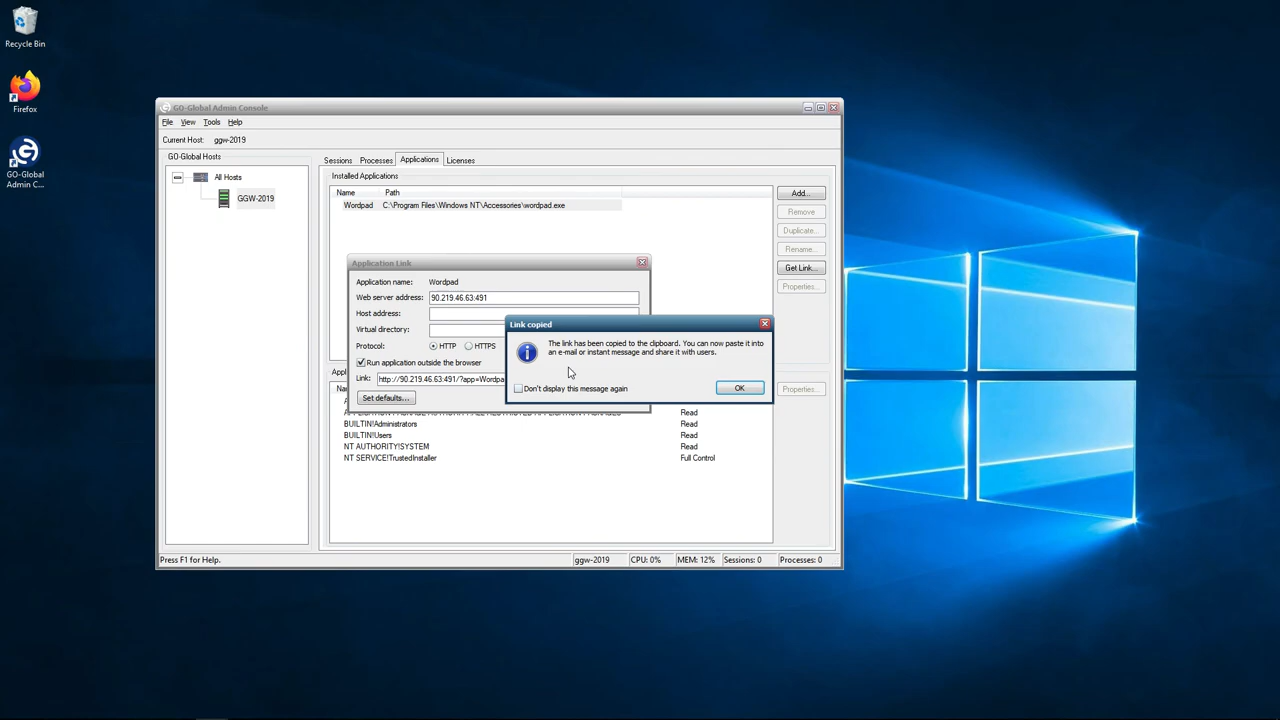 Recycle Bin
Firefox
GO-Global
Admin C...
GO-Global Admin Console
File View Tools Help
Current Host: ggw-2019
GO-Global Hosts
All Hosts
GGW-2019
Sessions Processes Applications Licenses
Installed Applications
Name Path
Wordpad C:\Program Files\Windows NT\Accessories\wordpad.exe
Add...
Remove
Duplicate...
Rename...
Get Link...
Properties...
Application Link
Application name: Wordpad
Web server address: 90.219.46.63:491
Host address:
Virtual directory:
Protocol: HTTP HTTPS
Run application outside the browser
Link: http://90.219.46.63:491/?app=Wordpa
Set defaults...
Link copied
The link has been copied to the clipboard. You can now paste it into
an e-mail or instant message and share it with users.
Don't display this message again
OK
Properties...
Read
BUILTIN\Administrators Read
BUILTIN\Users Read
NT AUTHORITY\SYSTEM Read
NT SERVICE\TrustedInstaller Full Control
Press F1 for Help.
ggw-2019 CPU: 0% MEM: 12% Sessions: 0 Processes: 0